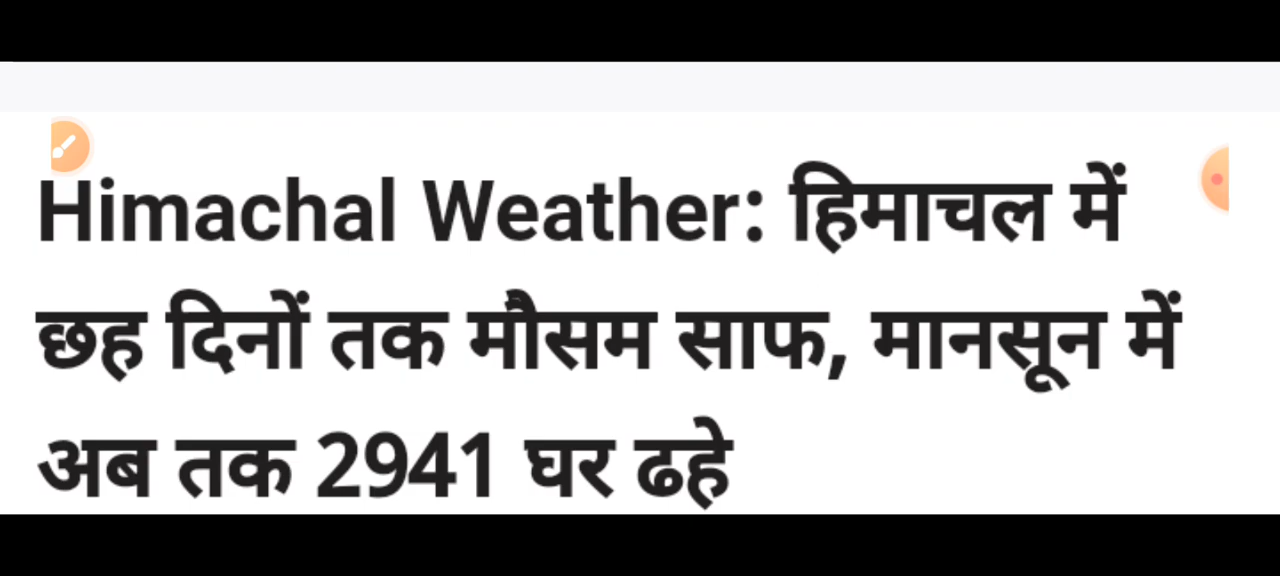 Himachal Weather: हिमाचल में
छह दिनों तक मौसम साफ, मानसून में
अब तक 2941 घर ढहे